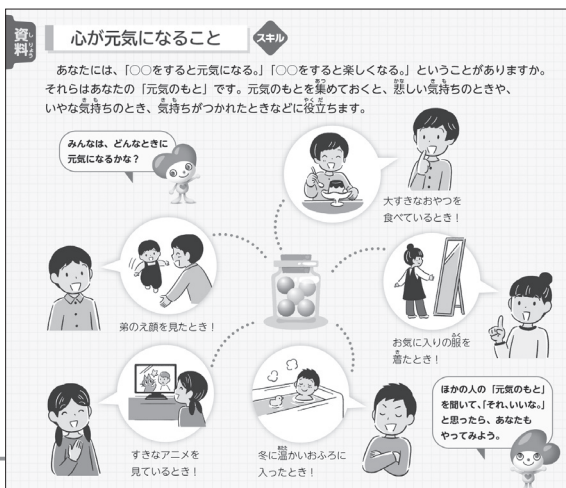 資料
心が元気になること
スキル
あなたには、「○○をすると元気になる。」「○○をすると楽しくなる。」ということがありますか。
それらはあなたの「元気のもと」です。元気のもとを集めておくと、悲しい気持ちのときや、
いやな気持ちのとき、気持ちがつかれたときなどに役立ちます。
みんなは、どんなときに
元気になるかな？
大すきなおやつを
食べているとき！
弟のえ顔を見たとき！
お気に入りの服を
着たとき！
すきなアニメを
見ているとき！
冬に温かいおふろに
入ったとき！
ほかの人の「元気のもと」
を聞いて、「それ、いいな。」
と思ったら、あなたも
やってみよう。